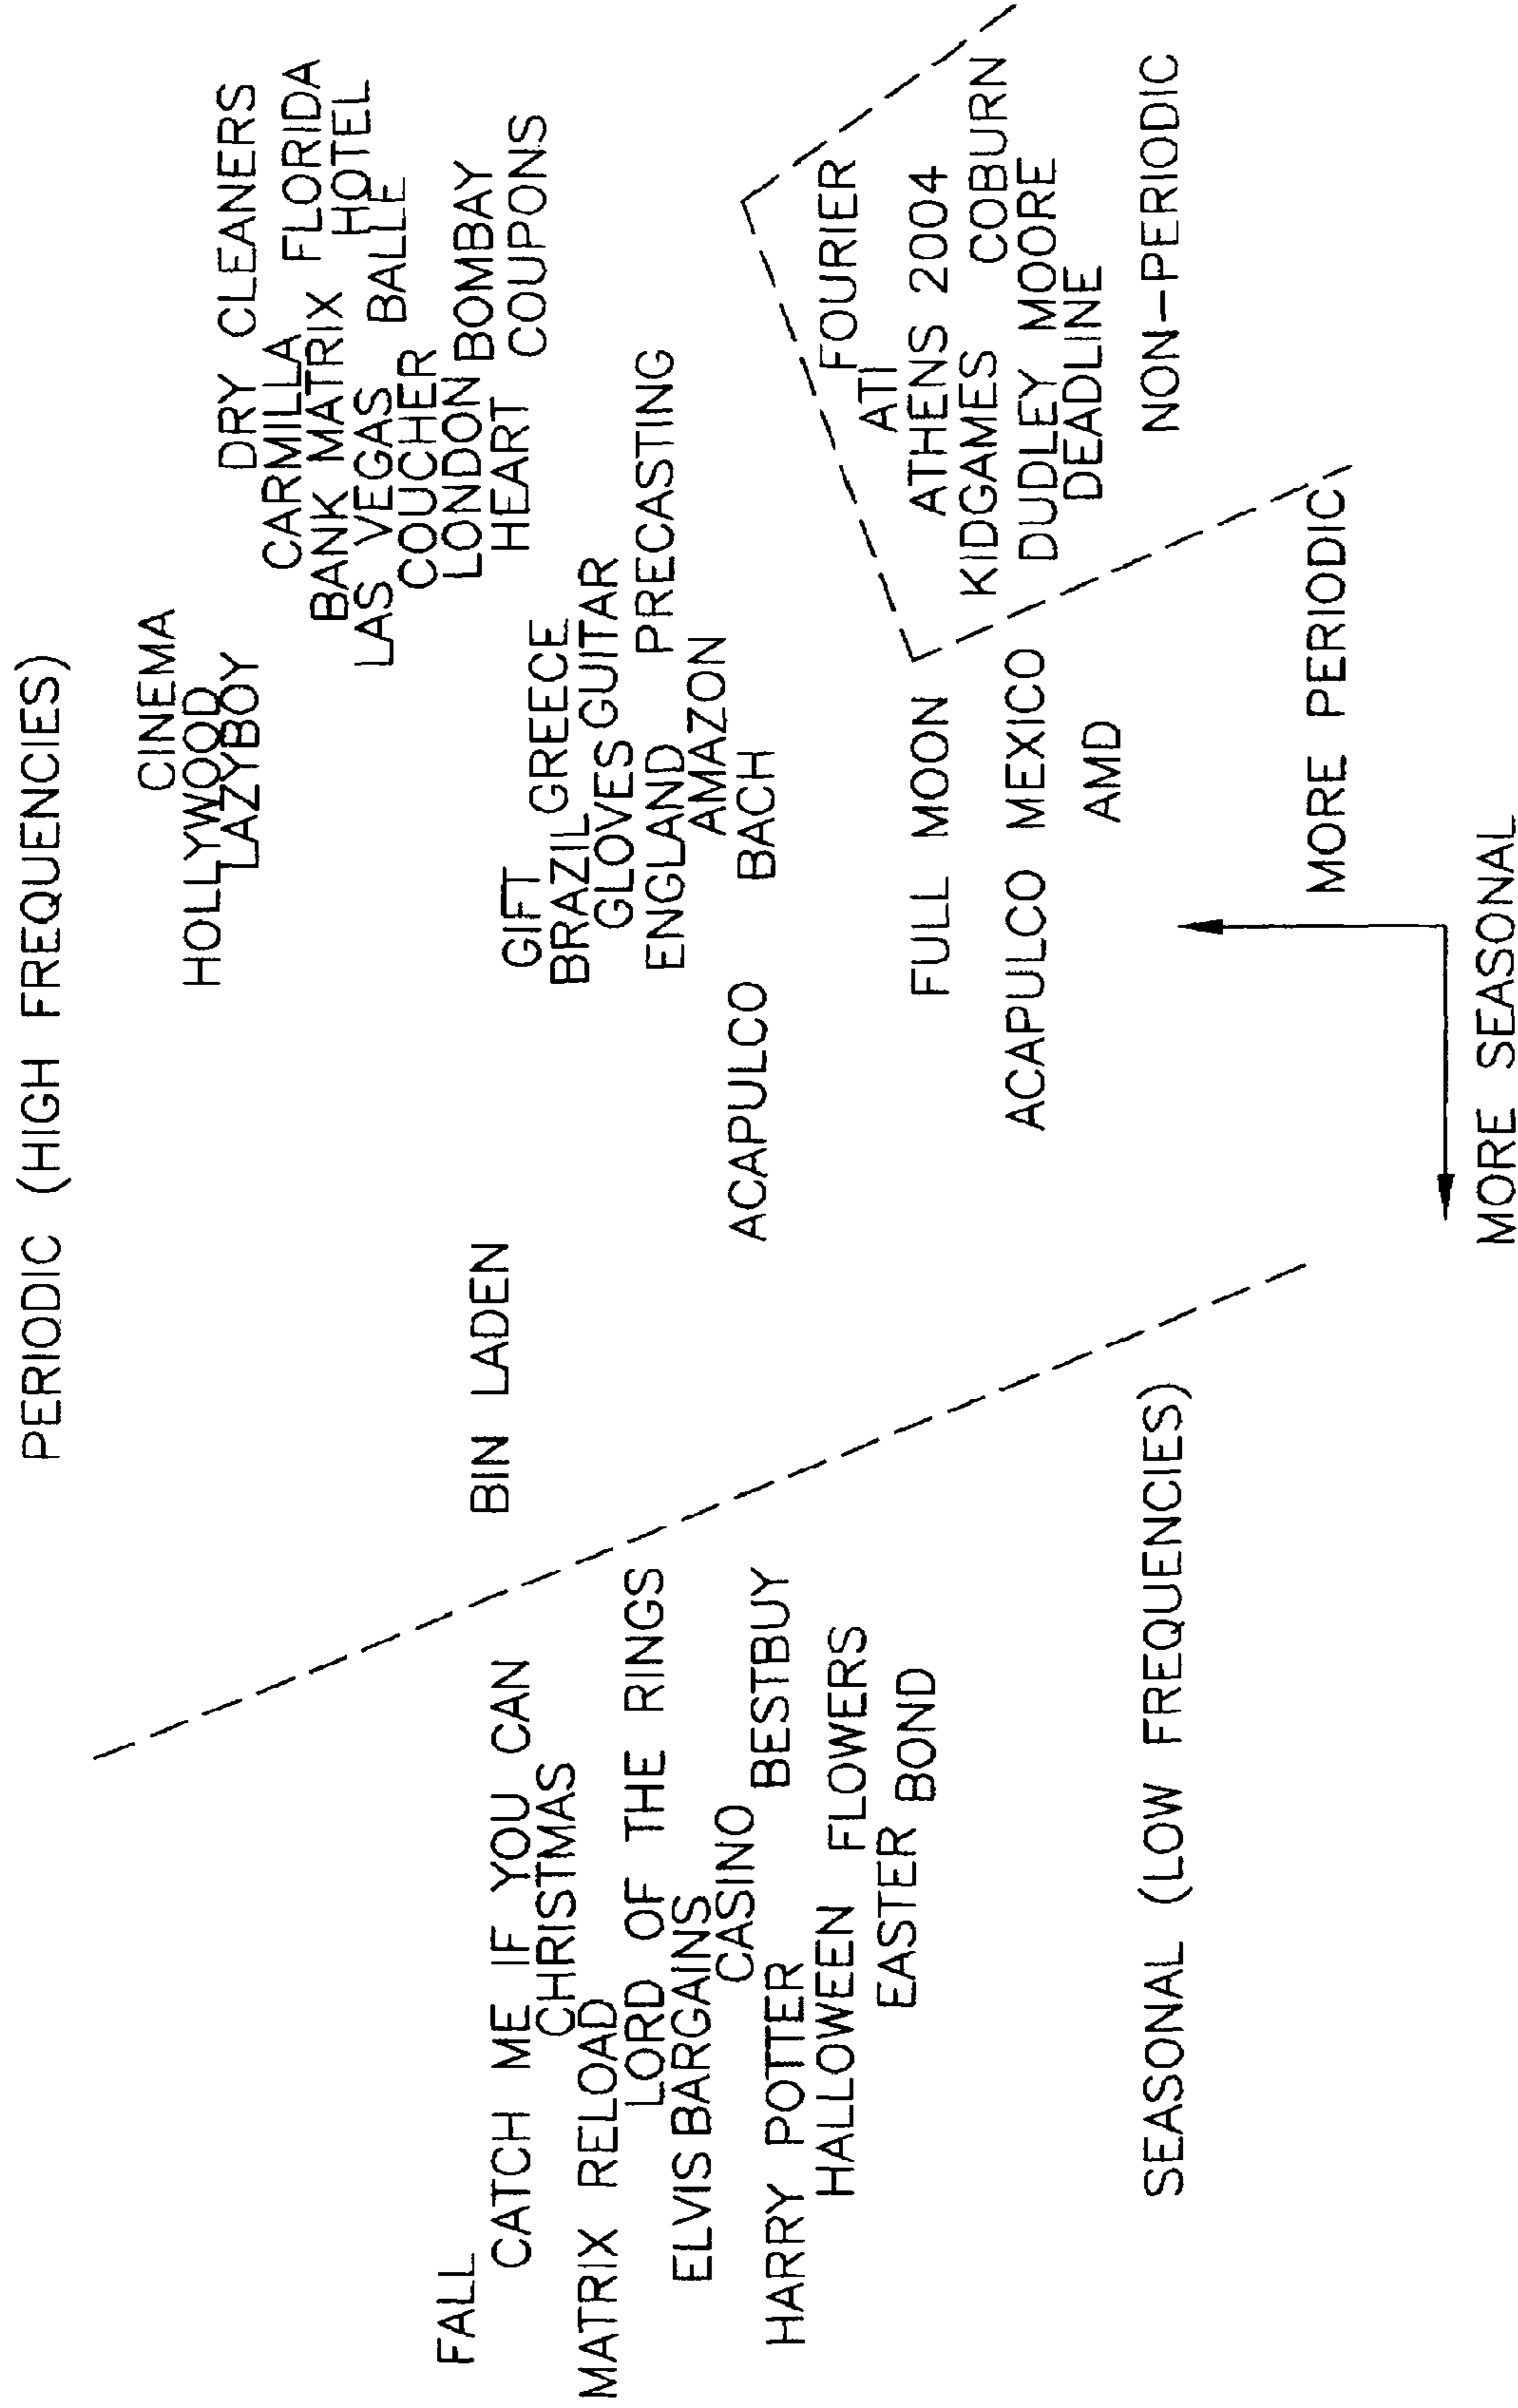 PERIODIC (HIGH FREQUENCIES)
CINEMA
HOLLYWOOD
LAZYBOY
DRY CLEANERS
CARMILLA
FLORIDA
BANK
MATRIX
HOTEL
LAS VEGAS
BALLE
COUCHER
LONDON
BOMBAY
HEART
COUPONS
BIN LADEN
GIFT
GREECE
BRAZIL
GUITAR
GLOVES
PRECASTING
ENGLAND
AMAZON
ACAPULCO
BACH
FULL MOON
ACAPULCO MEXICO
AMD
FALL
CATCH ME IF YOU CAN
CHRISTMAS
MATRIX RELOAD
LORD OF THE RINGS
ELVIS
BARGAINS
CASINO
BESTBUY
HARRY POTTER
HALLOWEEN
FLOWERS
EASTER
BOND
SEASONAL (LOW FREQUENCIES)
FOURIER
ATI
ATHENS 2004
KIDGAMES
COBURN
DUDLEY MOORE
DEADLINE
NON-PERIODIC
MORE PERIODIC
MORE SEASONAL